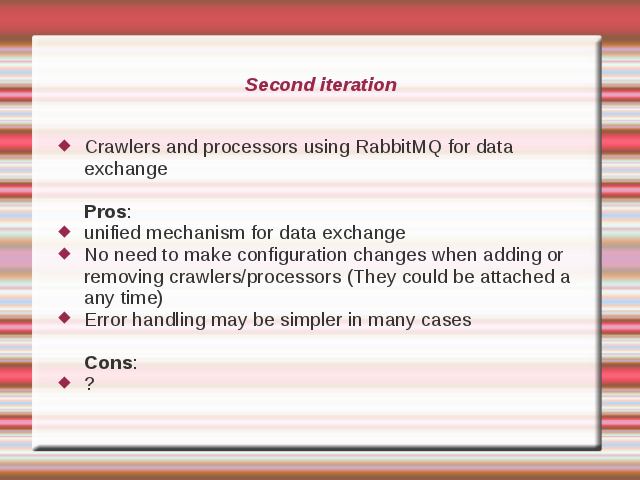 Second iteration
Crawlers and processors using RabbitMQ for data
exchange
Pros:
unified mechanism for data exchange
No need to make configuration changes when adding or
removing crawlers/processors (They could be attached a
any time)
Error handling may be simpler in many cases
Cons:
?